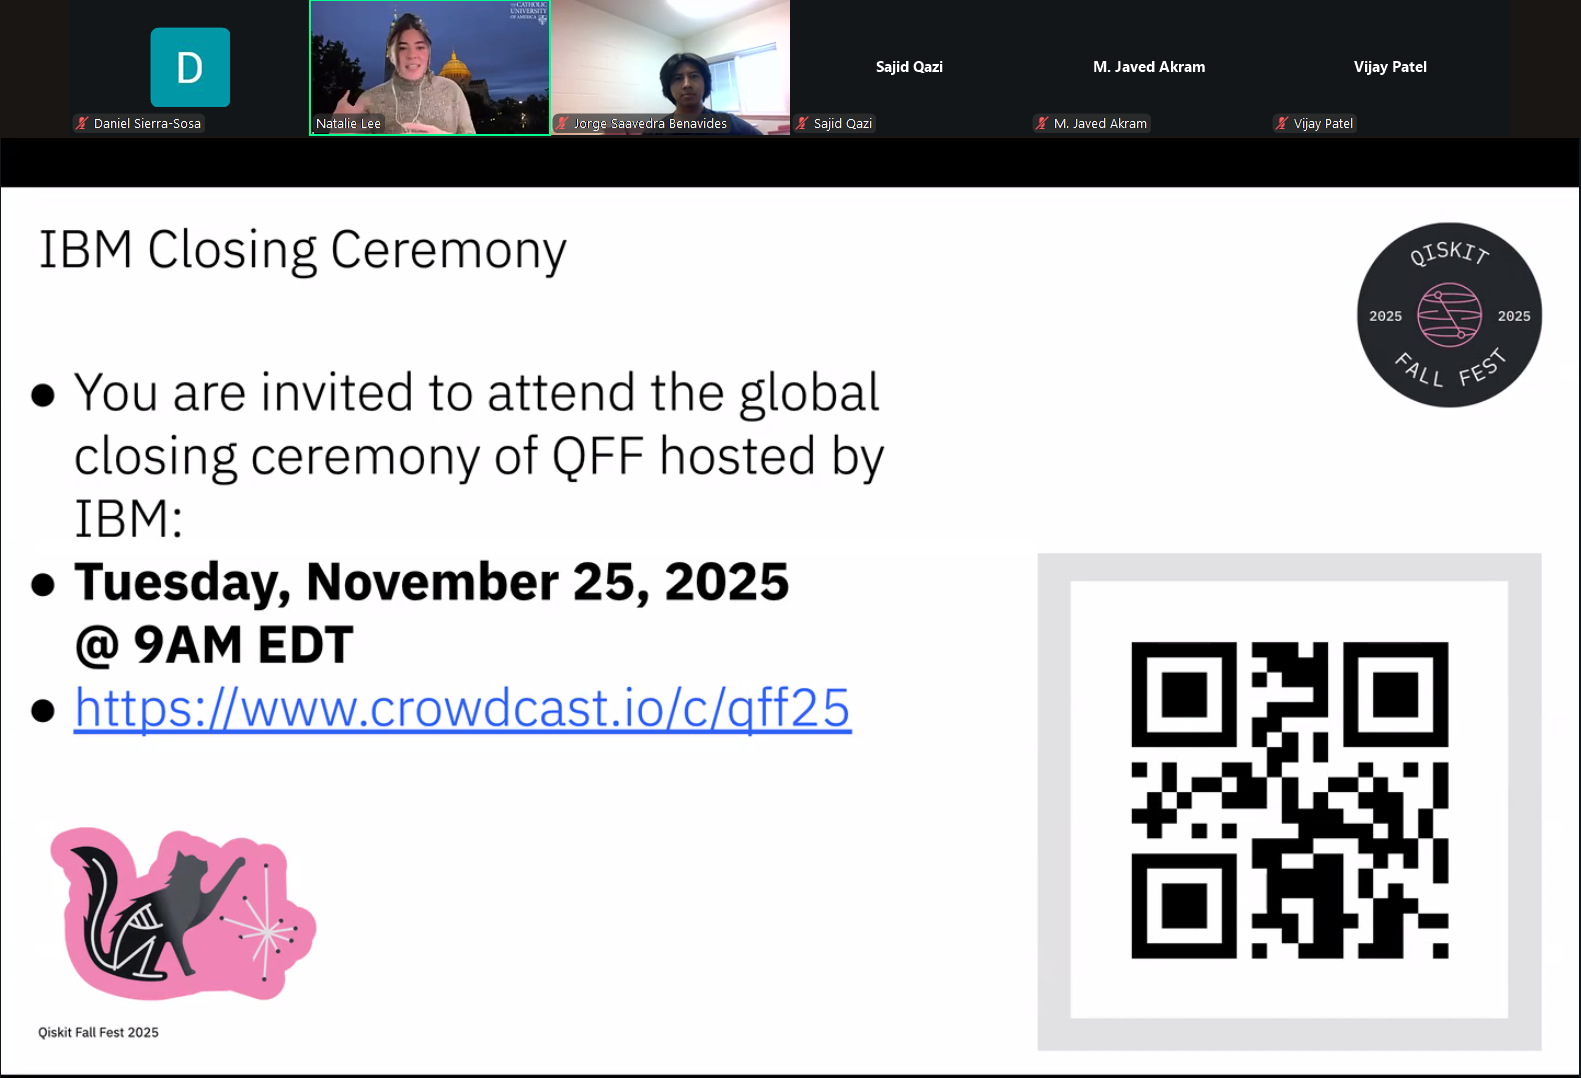 THE CATHOLIC
UNIVERSITY
OF AMERICA
D
Daniel Sierra-Sosa
Natalie Lee
Jorge Saavedra Benavides
Sajid Qazi
Sajid Qazi
M. Javed Akram
M. Javed Akram
Vijay Patel
Vijay Patel
IBM Closing Ceremony
QISKIT
2025
2025
FALL FEST
● You are invited to attend the global
closing ceremony of QFF hosted by
IBM:
● Tuesday, November 25, 2025
@ 9AM EDT
● https://www.crowdcast.io/c/qff25
Qiskit Fall Fest 2025